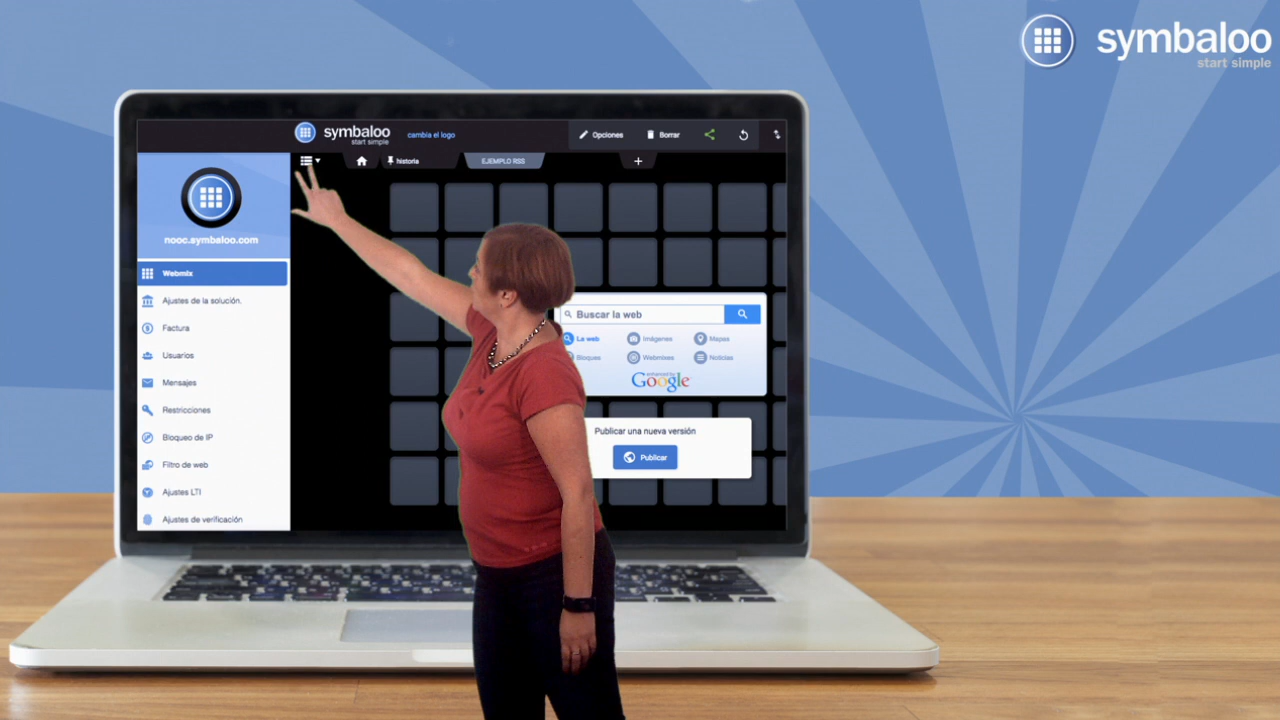 symbaloo
start simple
symbaloo
start simple
cambia el logo
Opciones
Borrar
historia
EJEMPLO RSS
nooc.symbaloo.com
Webmix
Ajustes de la solución.
Factura
Usuarios
Mensajes
Restricciones
Bloqueo de IP
Filtro de web
Ajustes LTI
Ajustes de verificación
Buscar la web
La web
Imágenes
Mapas
Bloques
Webmixes
Noticias
enhanced by
Google
Publicar una nueva versión
Publicar